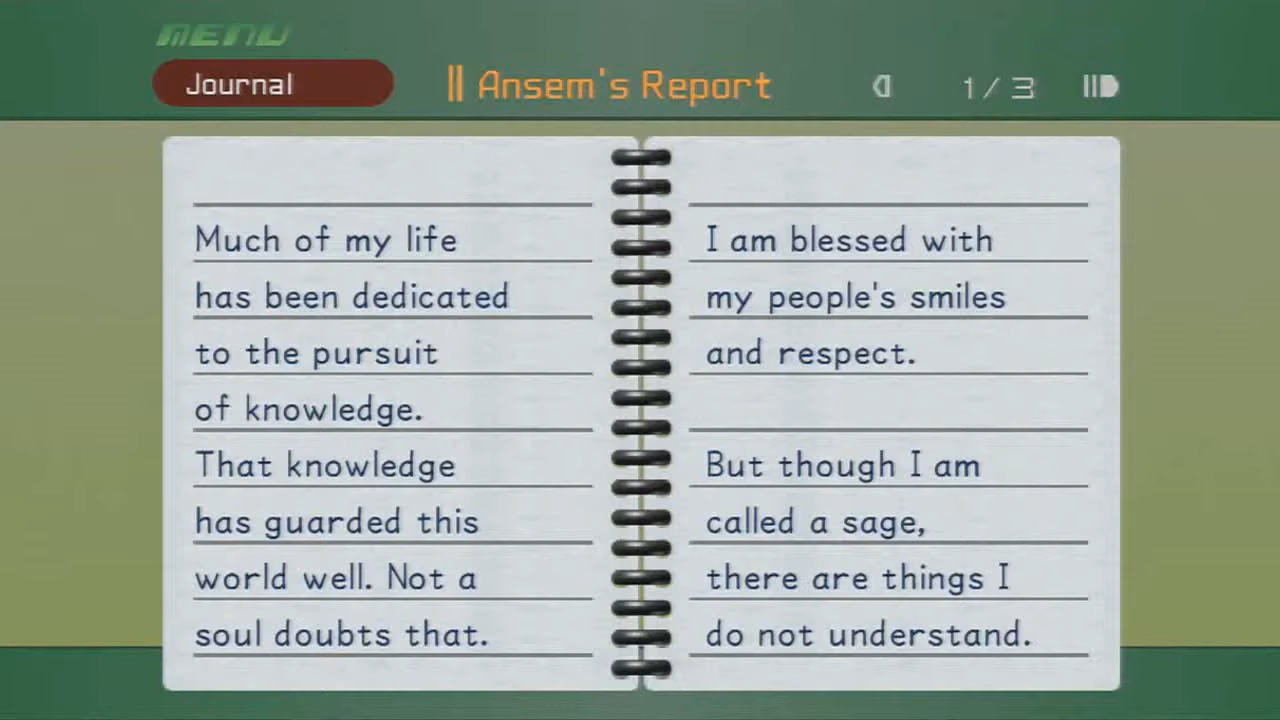 MENU
Journal
Ansem's Report
1/3
Much of my life
has been dedicated
to the pursuit
of knowledge.
That knowledge
has guarded this
world well. Not a
soul doubts that.
I am blessed with
my people's smiles
and respect.
But though I am
called a sage,
there are things I
do not understand.